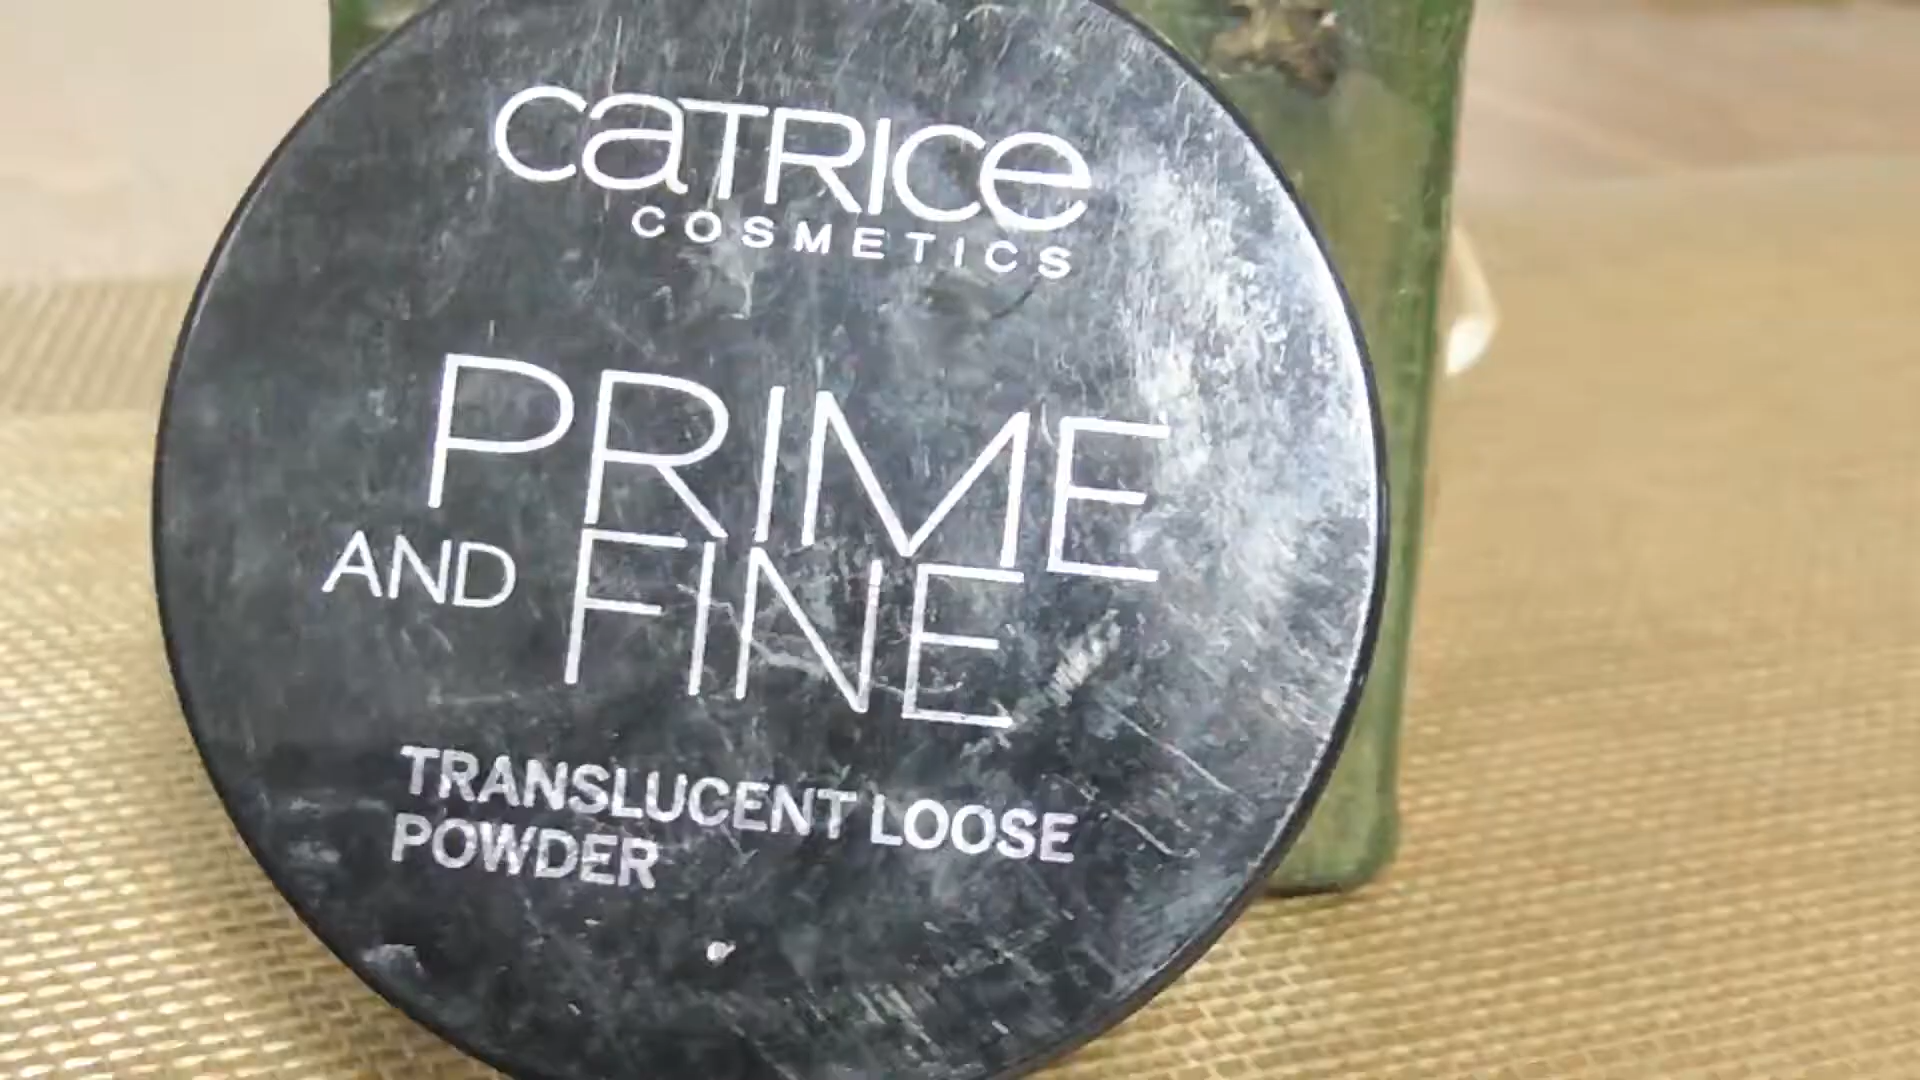 CATRICE
COSMETICS
PRIME
AND FINE
TRANSLUCENT LOOSE
POWDER